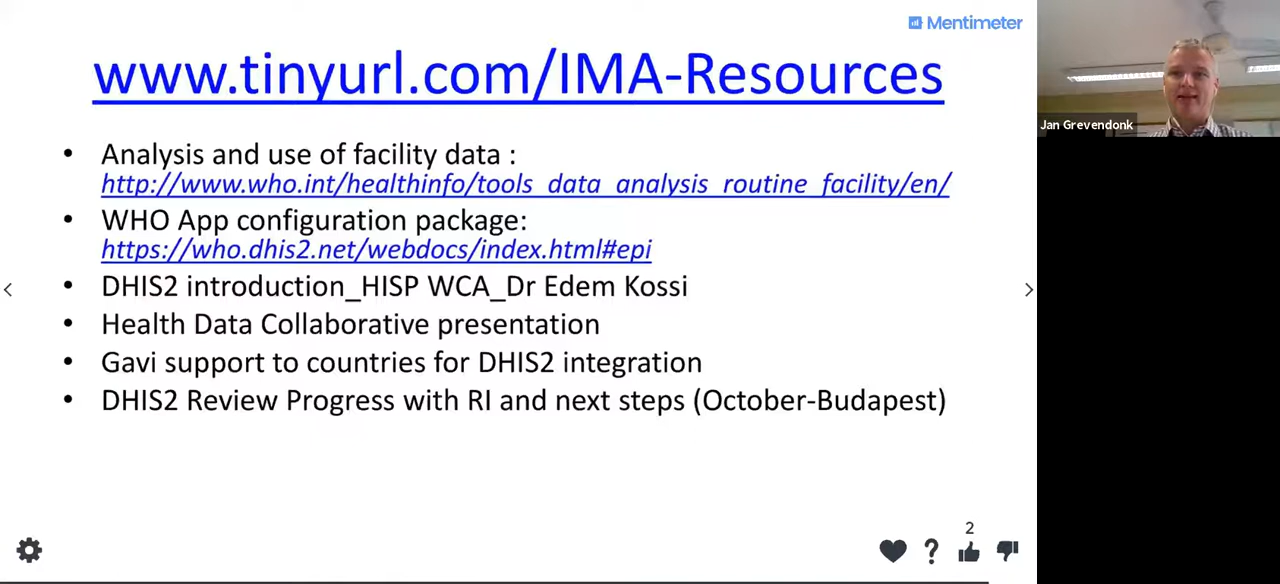 Mentimeter
www.tinyurl.com/IMA-Resources
Jan Grevendonk
• Analysis and use of facility data :
http://www.who.int/healthinfo/tools_data_analysis_routine_facility/en/
• WHO App configuration package:
https://who.dhis2.net/webdocs/index.html#epi
• DHIS2 introduction_HISP WCA_Dr Edem Kossi
• Health Data Collaborative presentation
• Gavi support to countries for DHIS2 integration
• DHIS2 Review Progress with RI and next steps (October-Budapest)
2